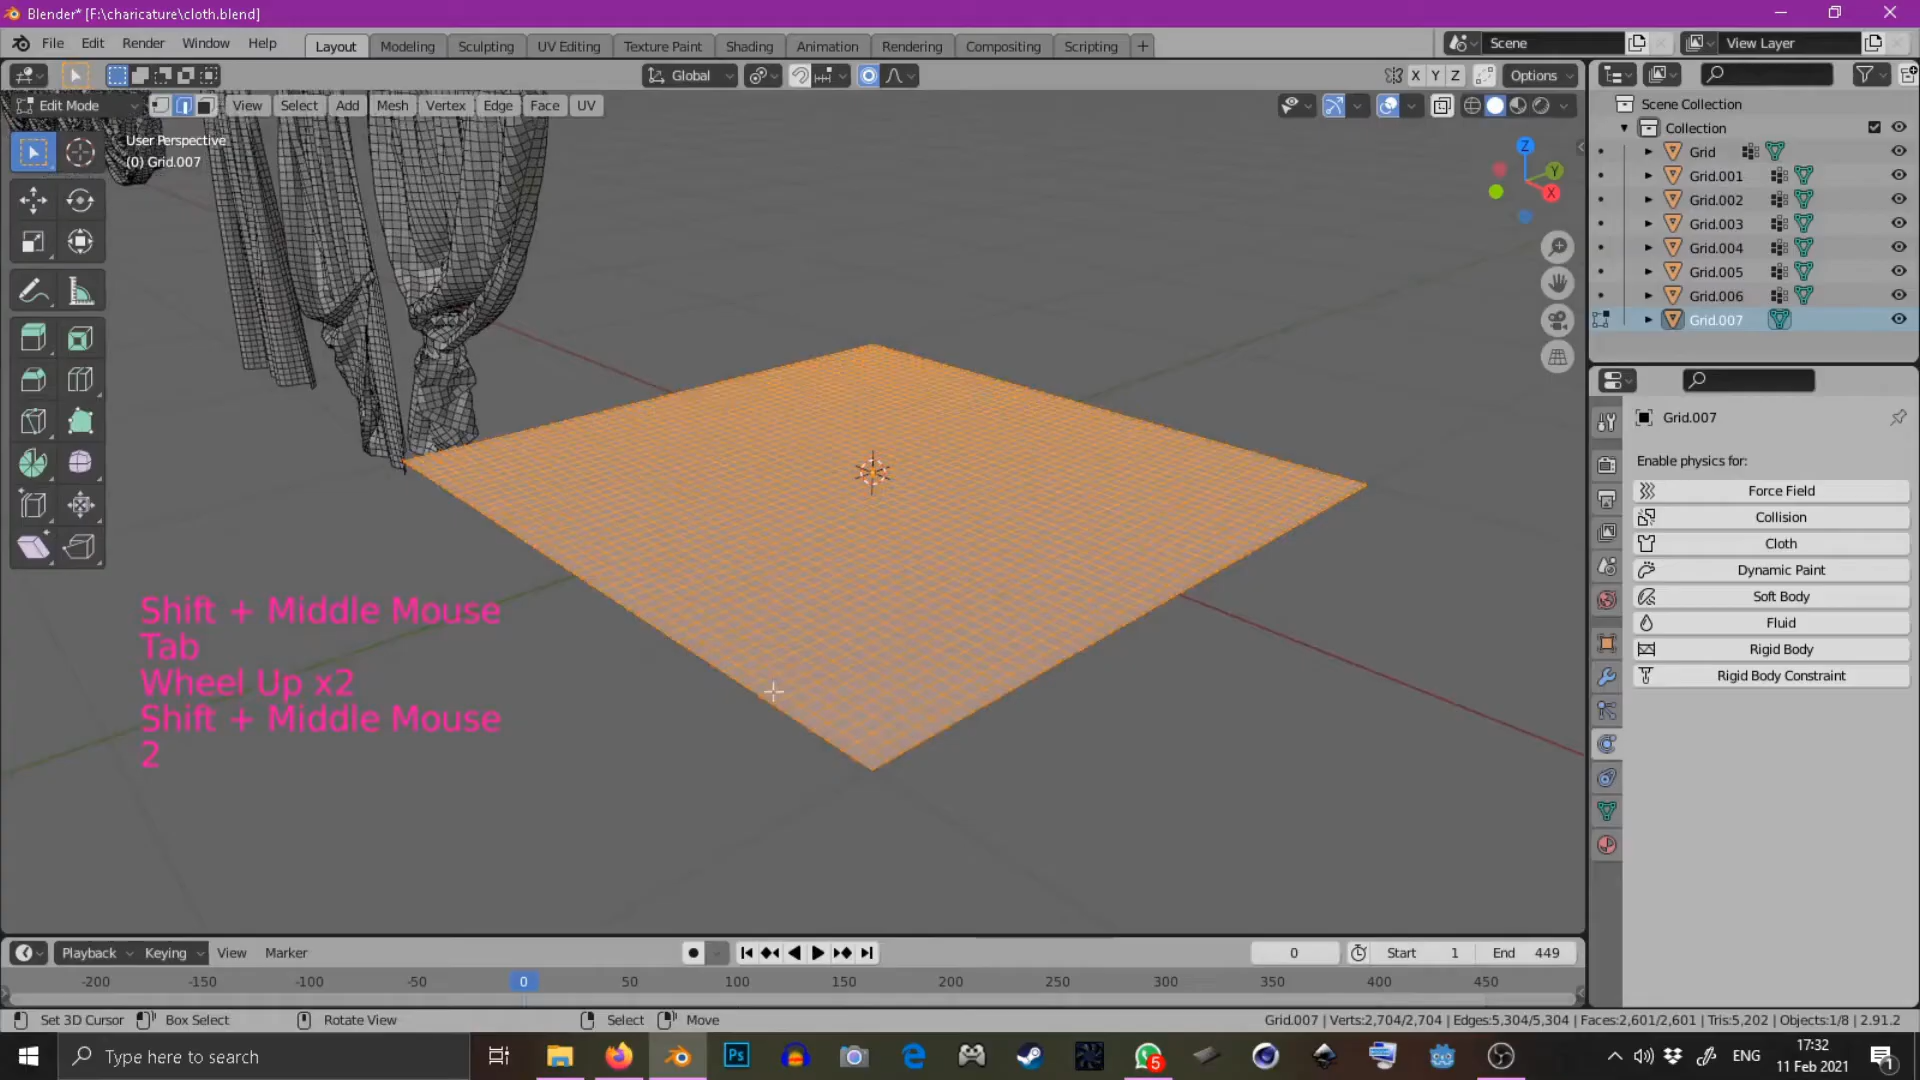 Blender* [F:\charicature\cloth.blend]
File Edit Render Window Help Layout Modeling Sculpting UV Editing Texture Paint Shading Animation Rendering Compositing Scripting + Scene View Layer
Global X Y Z Options
Edit Mode View Select Add Mesh Vertex Edge Face UV
User Perspective
(0) Grid.007
Z
Y
X
Scene Collection
Collection
Grid
Grid.001
Grid.002
Grid.003
Grid.004
Grid.005
Grid.006
Grid.007
Grid.007
Enable physics for:
Force Field
Collision
Cloth
Dynamic Paint
Soft Body
Fluid
Rigid Body
Rigid Body Constraint
Shift + Middle Mouse
Tab
Wheel Up x2
Shift + Middle Mouse
2
Playback Keying View Marker 0 Start 1 End 449
-200 -150 -100 -50 0 50 100 150 200 250 300 350 400 450
Set 3D Cursor Box Select Rotate View Select Move Grid.007 | Verts:2,704/2,704 | Edges:5,304/5,304 | Faces:2,601/2,601 | Tris:5,202 | Objects:1/8 | 2.91.2
Type here to search Ps 5 ENG 17:32
11 Feb 2021 1